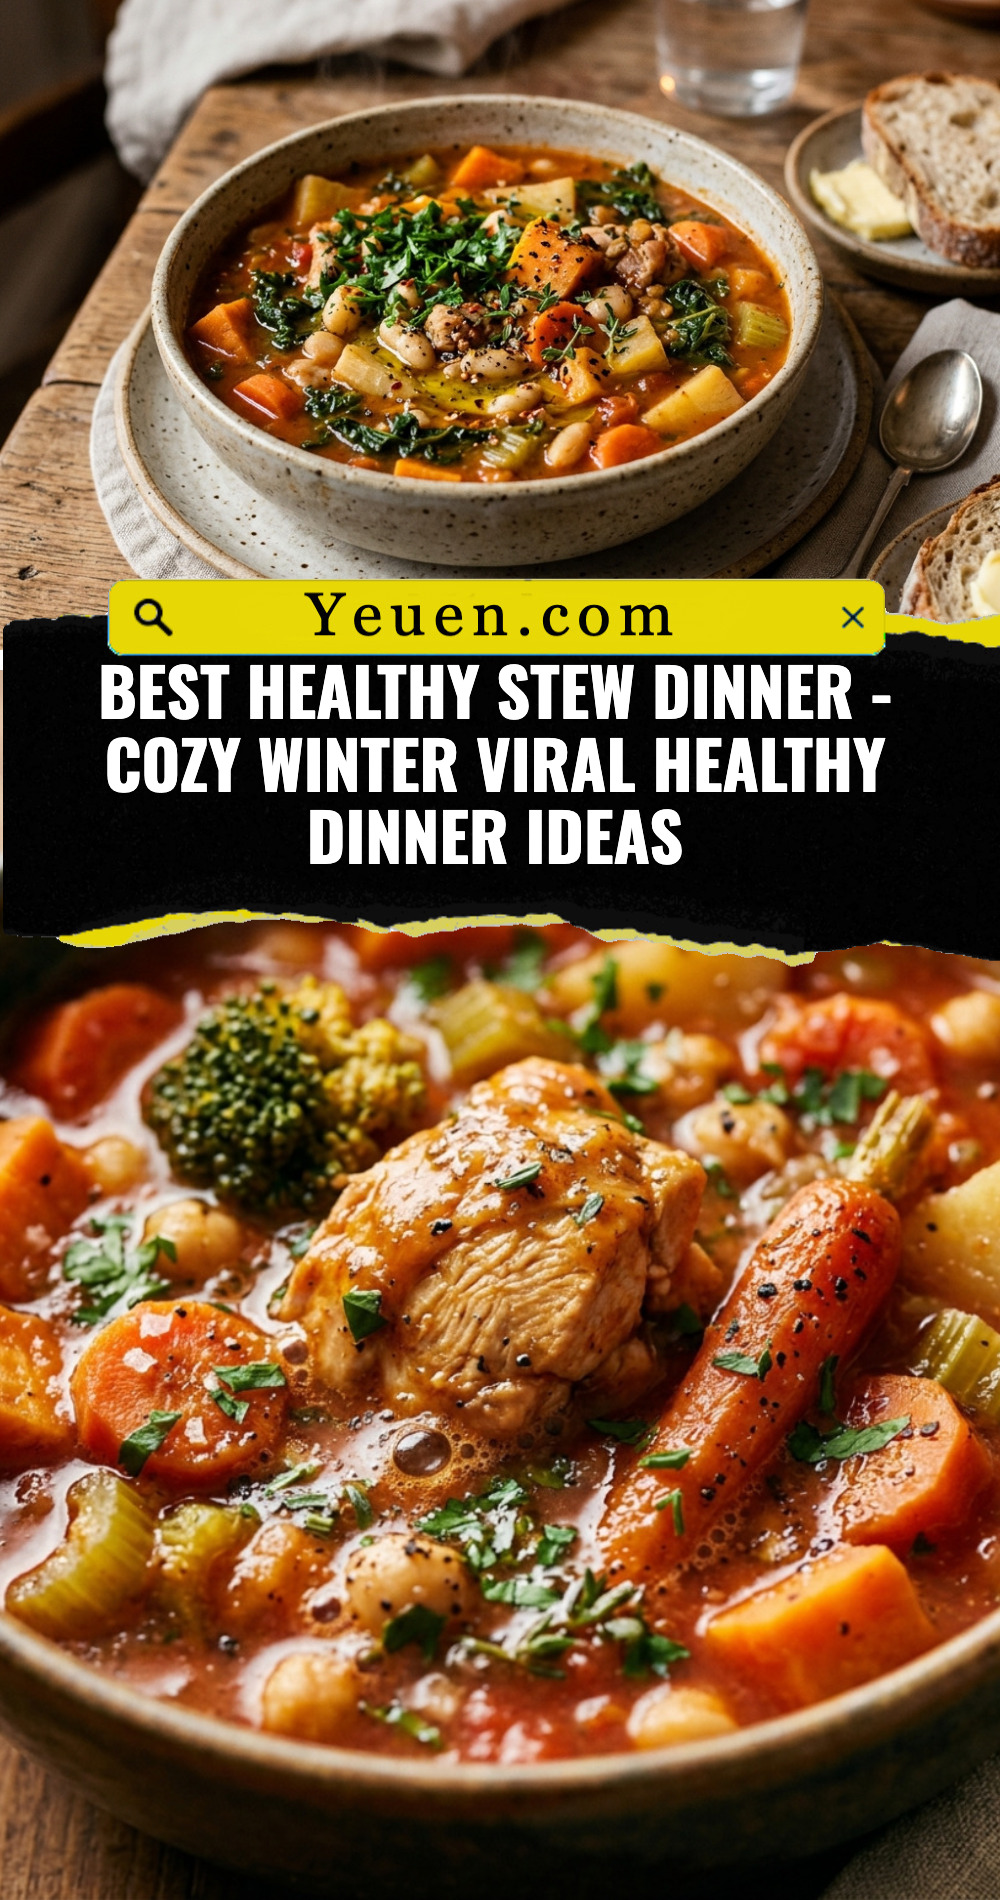 Yeuen.com
BEST HEALTHY STEW DINNER -
COZY WINTER VIRAL HEALTHY
DINNER IDEAS